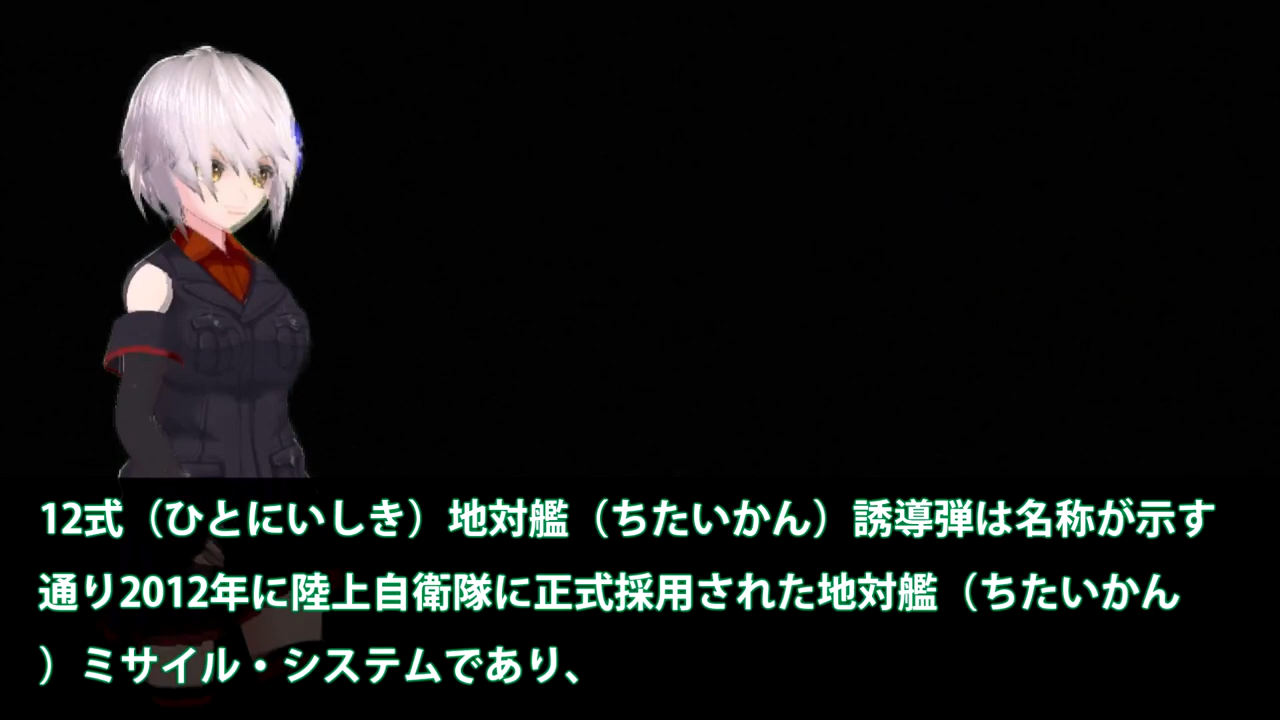 12式（ひとにいしき）地対艦（ちたいかん）誘導弾は名称が示す
通り2012年に陸上自衛隊に正式採用された地対艦（ちたいかん
）ミサイル・システムであり、